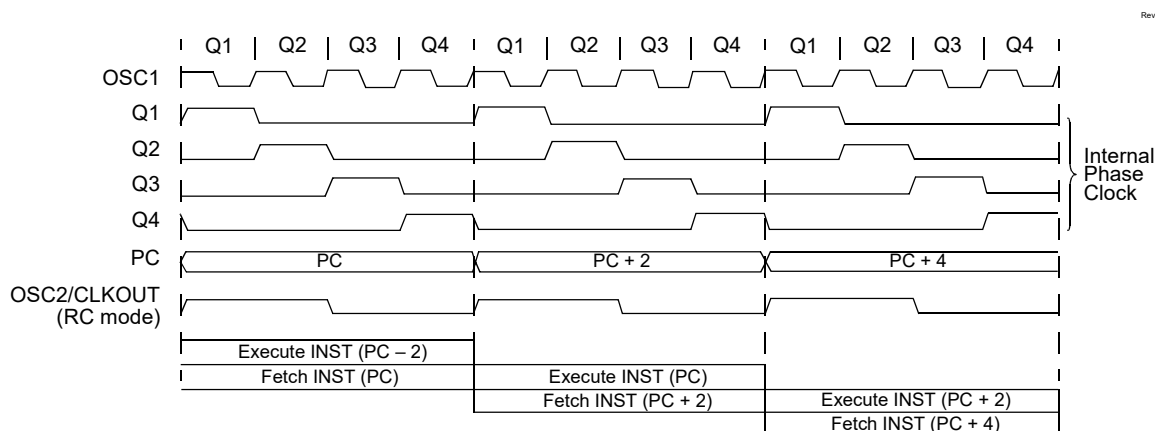 Rev
Q1 Q2 Q3 Q4 Q1 Q2 Q3 Q4 Q1 Q2 Q3 Q4
OSC1
Q1
Q2
Q3
Q4
Internal
Phase
Clock
PC PC PC + 2 PC + 4
OSC2/CLKOUT
(RC mode)
Execute INST (PC – 2)
Fetch INST (PC) Execute INST (PC)
Fetch INST (PC + 2) Execute INST (PC + 2)
Fetch INST (PC + 4)